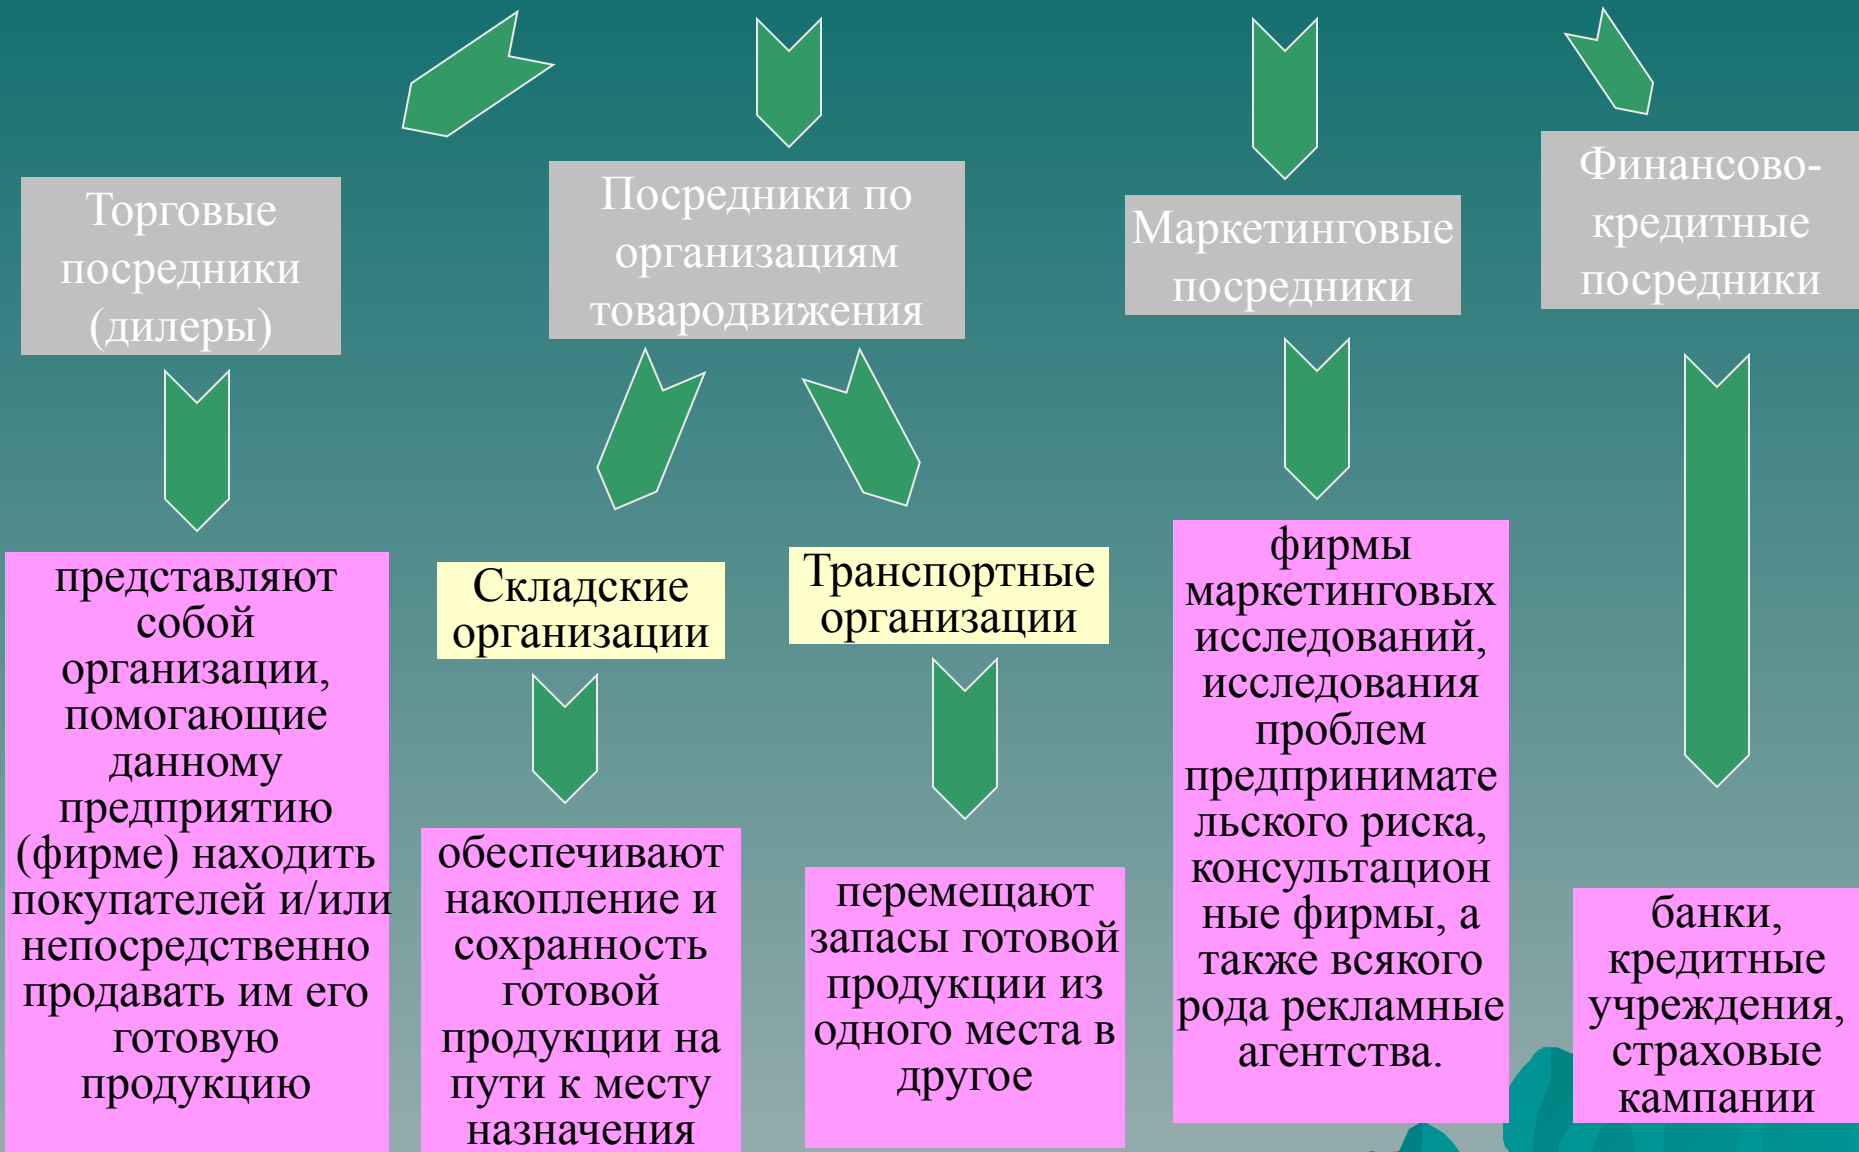 Торговые
посредники
(дилеры)
Посредники по
организациям
товародвижения
Маркетинговые
посредники
Финансово-
кредитные
посредники
представляют
собой
организации,
помогающие
данному
предприятию
(фирме) находить
покупателей и/или
непосредственно
продавать им его
готовую
продукцию
Складские
организации
обеспечивают
накопление и
сохранность
готовой
продукции на
пути к месту
назначения
Транспортные
организации
перемещают
запасы готовой
продукции из
одного места в
другое
фирмы
маркетинговых
исследований,
исследования
проблем
предпринимате
льского риска,
консультацион
ные фирмы, а
также всякого
рода рекламные
агентства.
банки,
кредитные
учреждения,
страховые
кампании